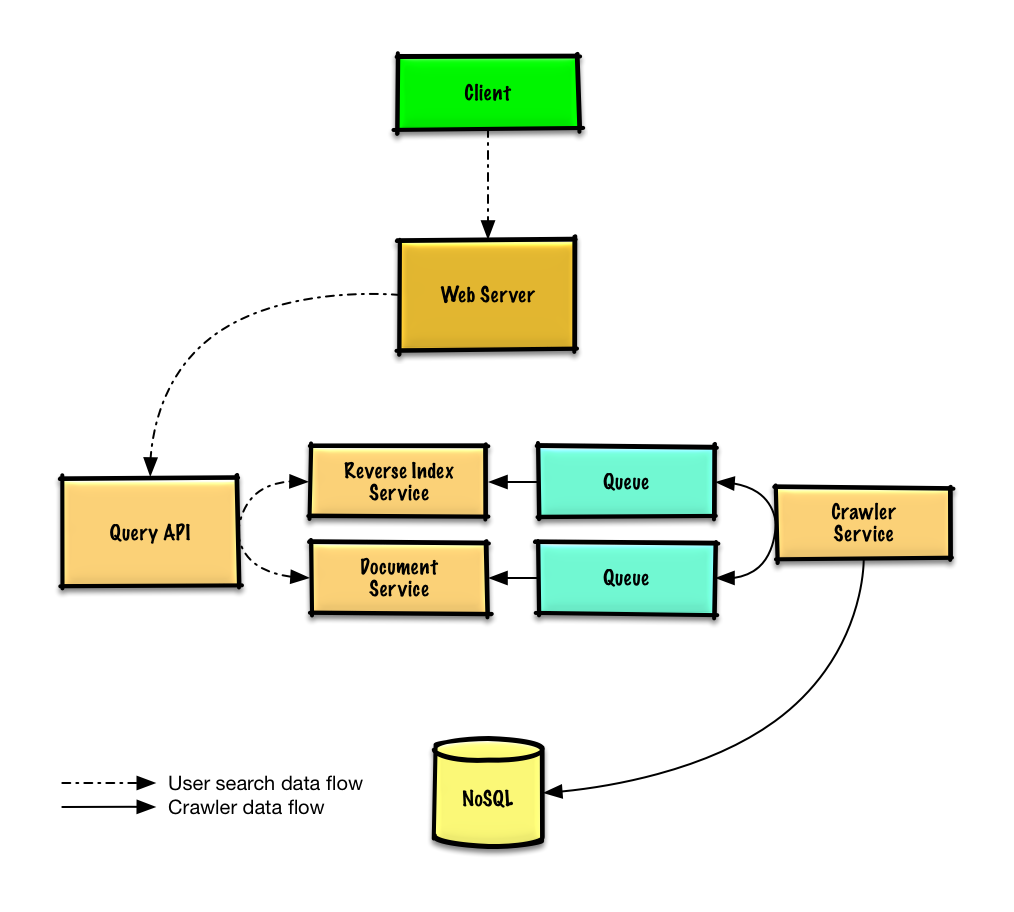 Client
Web Server
Reverse Index
Service
Queue
Crawler
Service
Query API
Document
Service
Queue
NoSQL
User search data flow
Crawler data flow